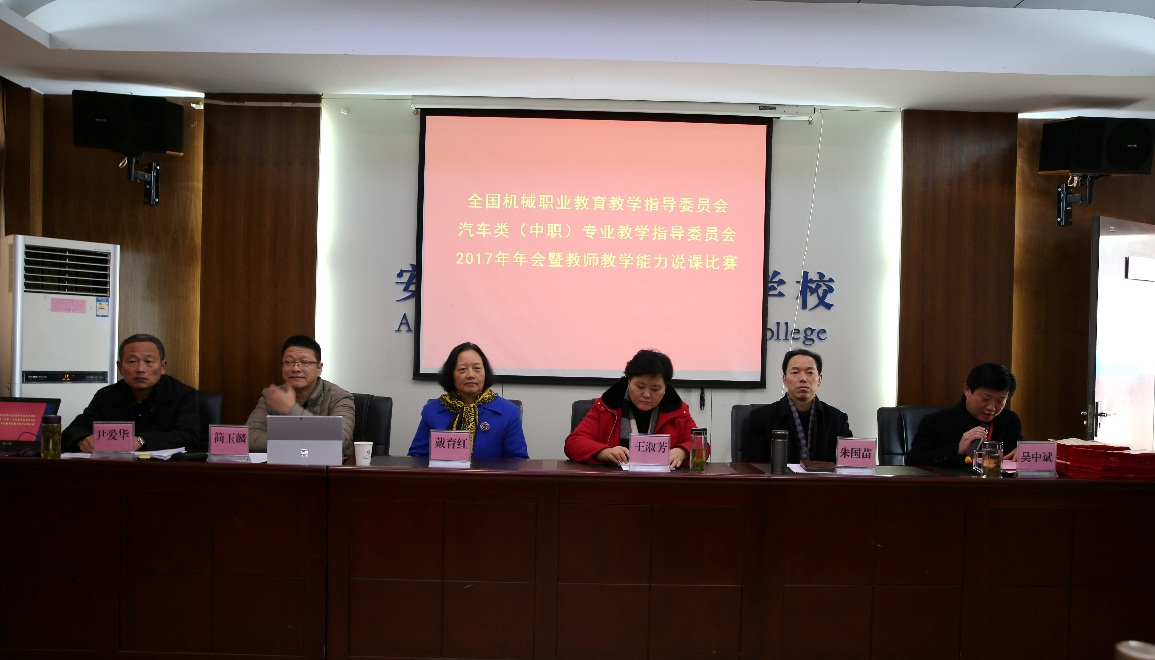 全国机械职业教育教学指导委员会
汽车类（中职）专业教学指导委员会
2017年年会暨教师教学能力说课比赛
安
学校
A
ollege
尹爱华
简玉麟
戴育红
王淑芳
朱国苗
吴中斌